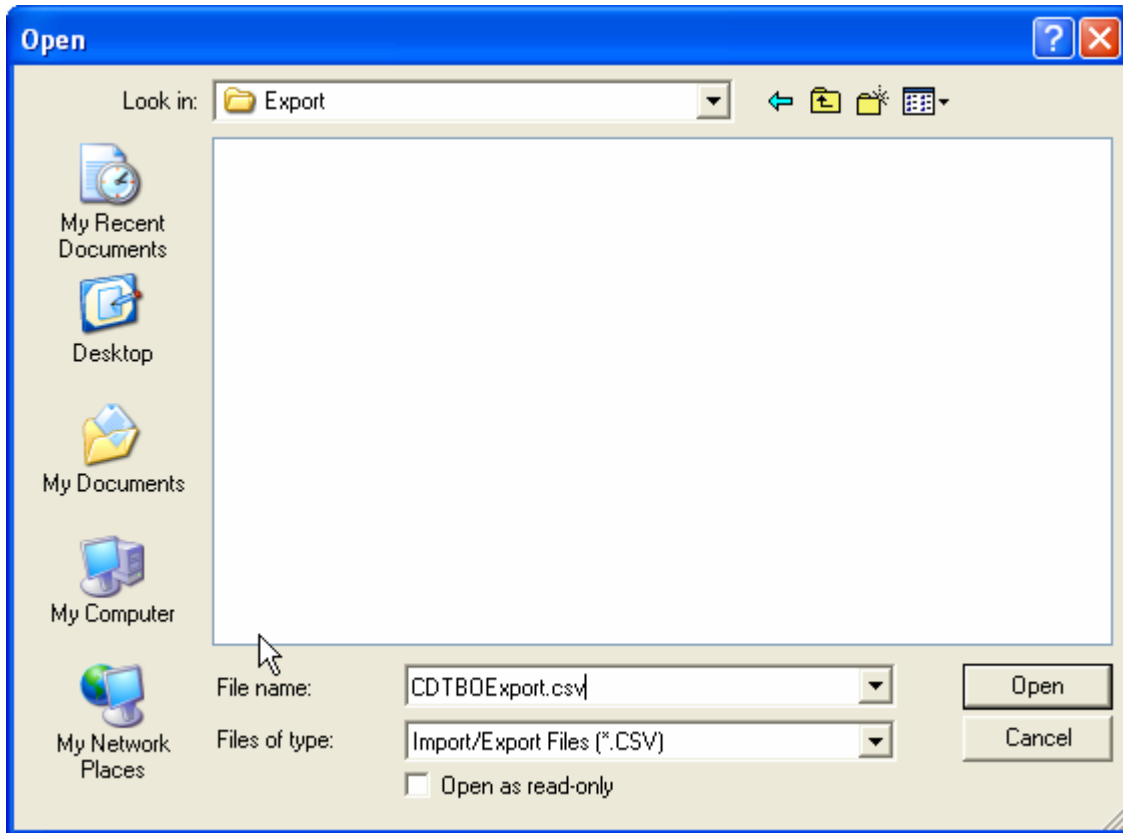 Open
Look in:
Export
My Recent
Documents
Desktop
My Documents
My Computer
My Network
Places
File name:
CDTBOExport.csv
Open
Files of type:
Import/Export Files (*.CSV)
Cancel
Open as read-only